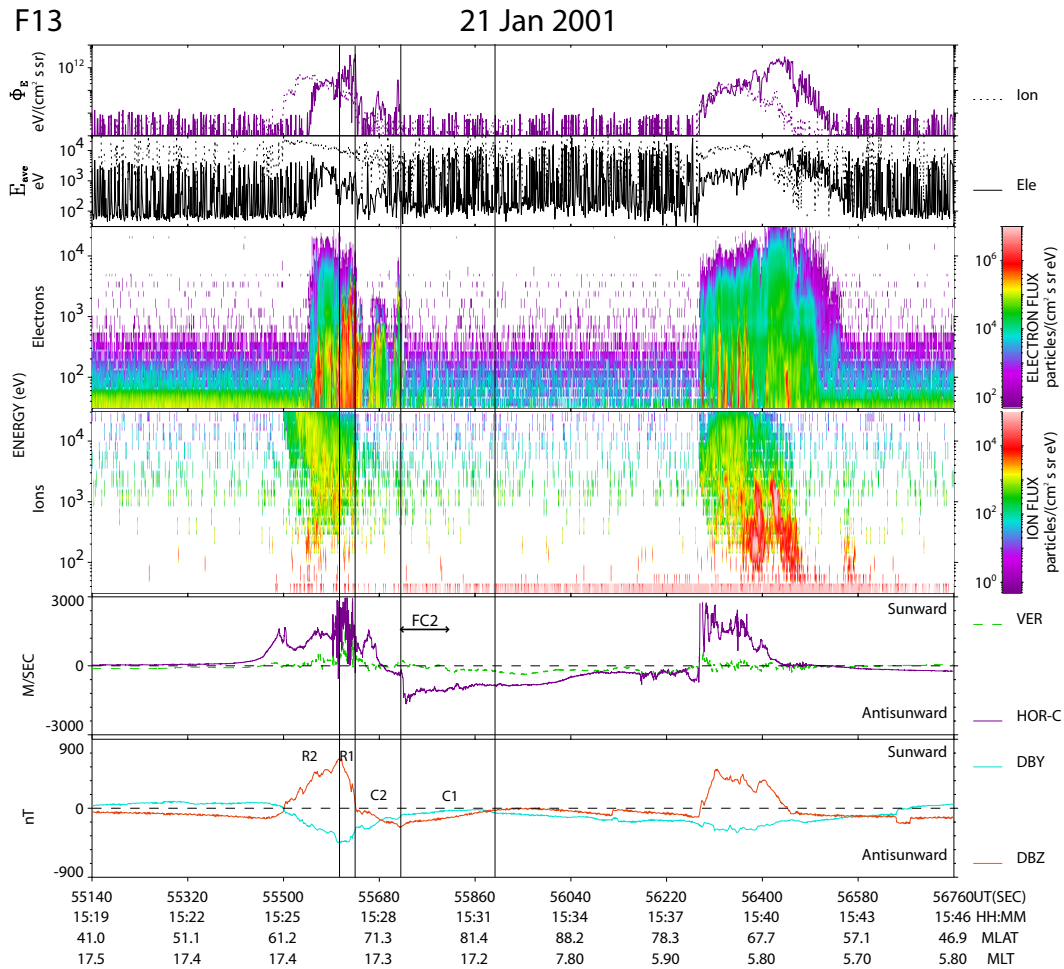 F13 21 Jan 2001
Φ_E
eV/(cm² s sr)
10¹²
Ion
E_ave
eV
10⁴
10³
10²
Ele
ENERGY (eV)
Electrons
10⁴
10³
10²
10⁶
10⁴
10²
ELECTRON FLUX
particles/(cm² s sr eV)
Ions
10⁴
10³
10²
10⁴
10²
10⁰
ION FLUX
particles/(cm² s sr eV)
M/SEC
3000
0
-3000
FC2
Sunward
Antisunward
VER
HOR-C
nT
900
0
-900
R2 R1
C2 C1
Sunward
Antisunward
DBY
DBZ
55140 55320 55500 55680 55860 56040 56220 56400 56580 56760 UT(SEC)
15:19 15:22 15:25 15:28 15:31 15:34 15:37 15:40 15:43 15:46 HH:MM
41.0 51.1 61.2 71.3 81.4 88.2 78.3 67.7 57.1 46.9 MLAT
17.5 17.4 17.4 17.3 17.2 7.80 5.90 5.80 5.70 5.80 MLT